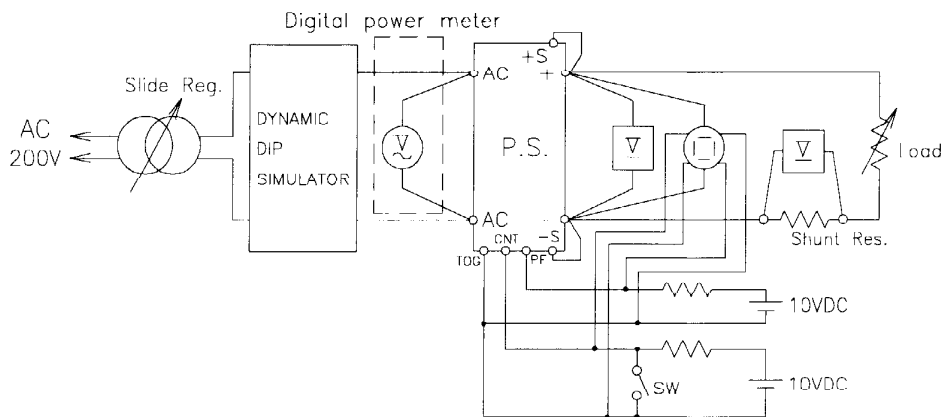 Digital power meter
Slide Reg.
AC
200V
DYNAMIC
DIP
SIMULATOR
V
AC
AC
P.S.
+S
+
-S
TOG
CNT
PF
V
V
Load
Shunt Res.
10VDC
SW
10VDC